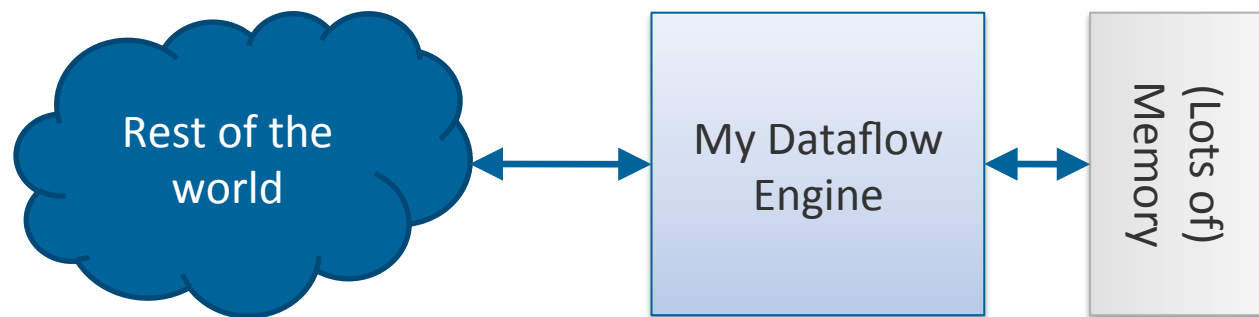 Rest of the
world
My Dataflow
Engine
(Lots of)
Memory